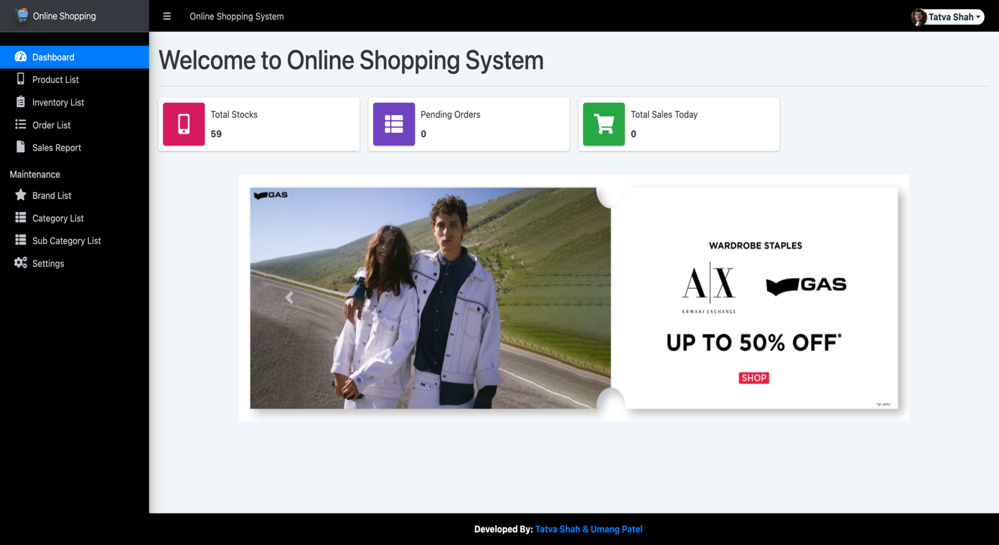 Online Shopping
Online Shopping System
Tatva Shah
Dashboard
Product List
Inventory List
Order List
Sales Report
Maintenance
Brand List
Category List
Sub Category List
Settings
Welcome to Online Shopping System
Total Stocks
59
Pending Orders
0
Total Sales Today
0
GAS
WARDROBE STAPLES
A|X
ARMANI EXCHANGE
GAS
UP TO 50% OFF*
SHOP
*T&C APPLY
Developed By: Tatva Shah & Umang Patel